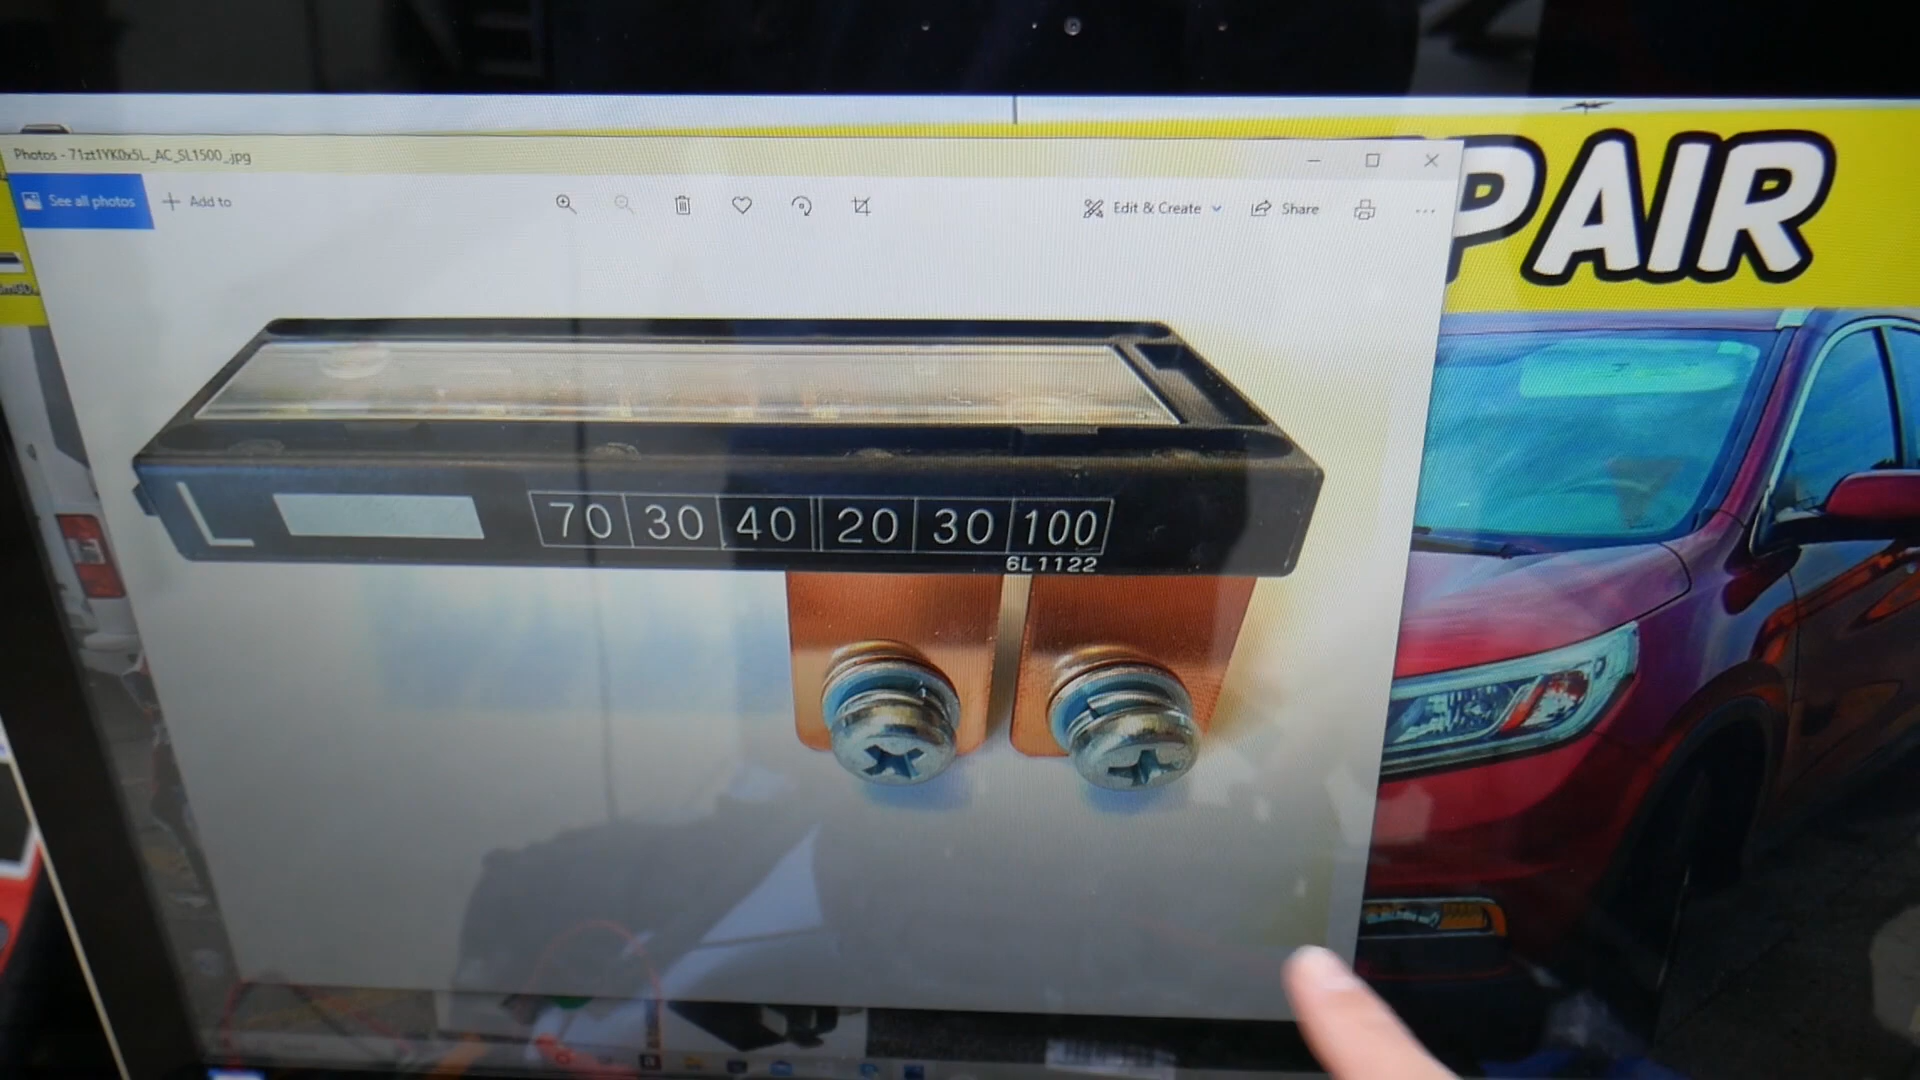 Photos - 71zt1YK0x5L._AC_SL1500_.jpg
See all photos
Add to
Edit & Create
Share
PAIR
L
70 30 40 20 30 100
6L1122